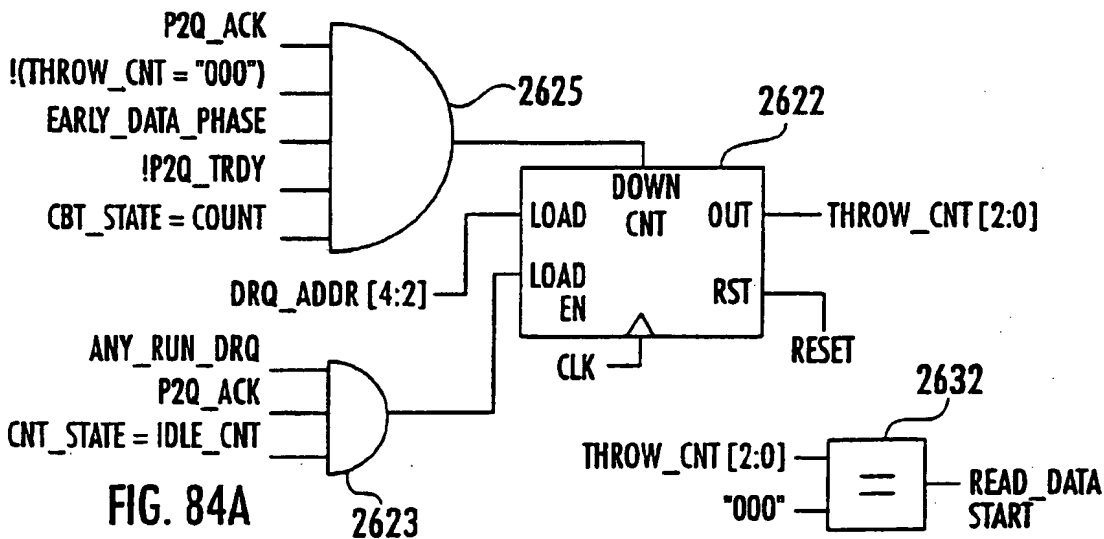 P2Q_ACK
!(THROW_CNT = "000")
EARLY_DATA_PHASE
!P2Q_TRDY
CBT_STATE = COUNT
2625
2622
DOWN
CNT
LOAD
OUT
THROW_CNT [2:0]
DRQ_ADDR [4:2]
LOAD
EN
RST
CLK
RESET
ANY_RUN_DRQ
P2Q_ACK
CNT_STATE = IDLE_CNT
2623
2632
THROW_CNT [2:0]
"000"
=
READ_DATA
START
FIG. 84A